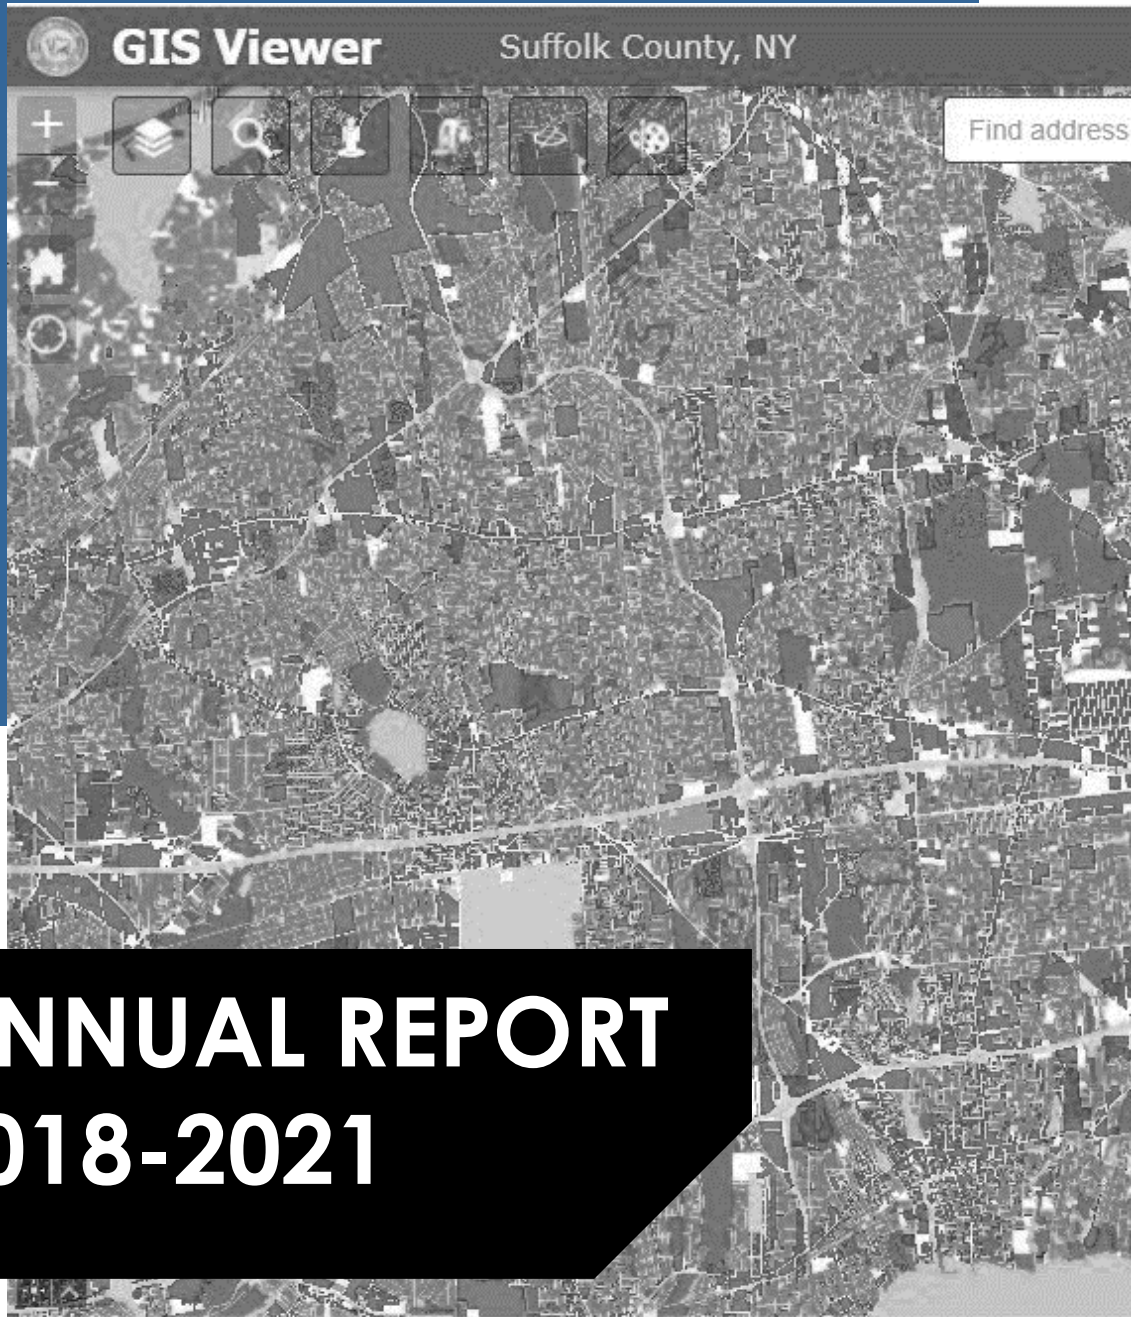 GIS Viewer
Suffolk County, NY
Find address
NNUAL REPORT
018-2021